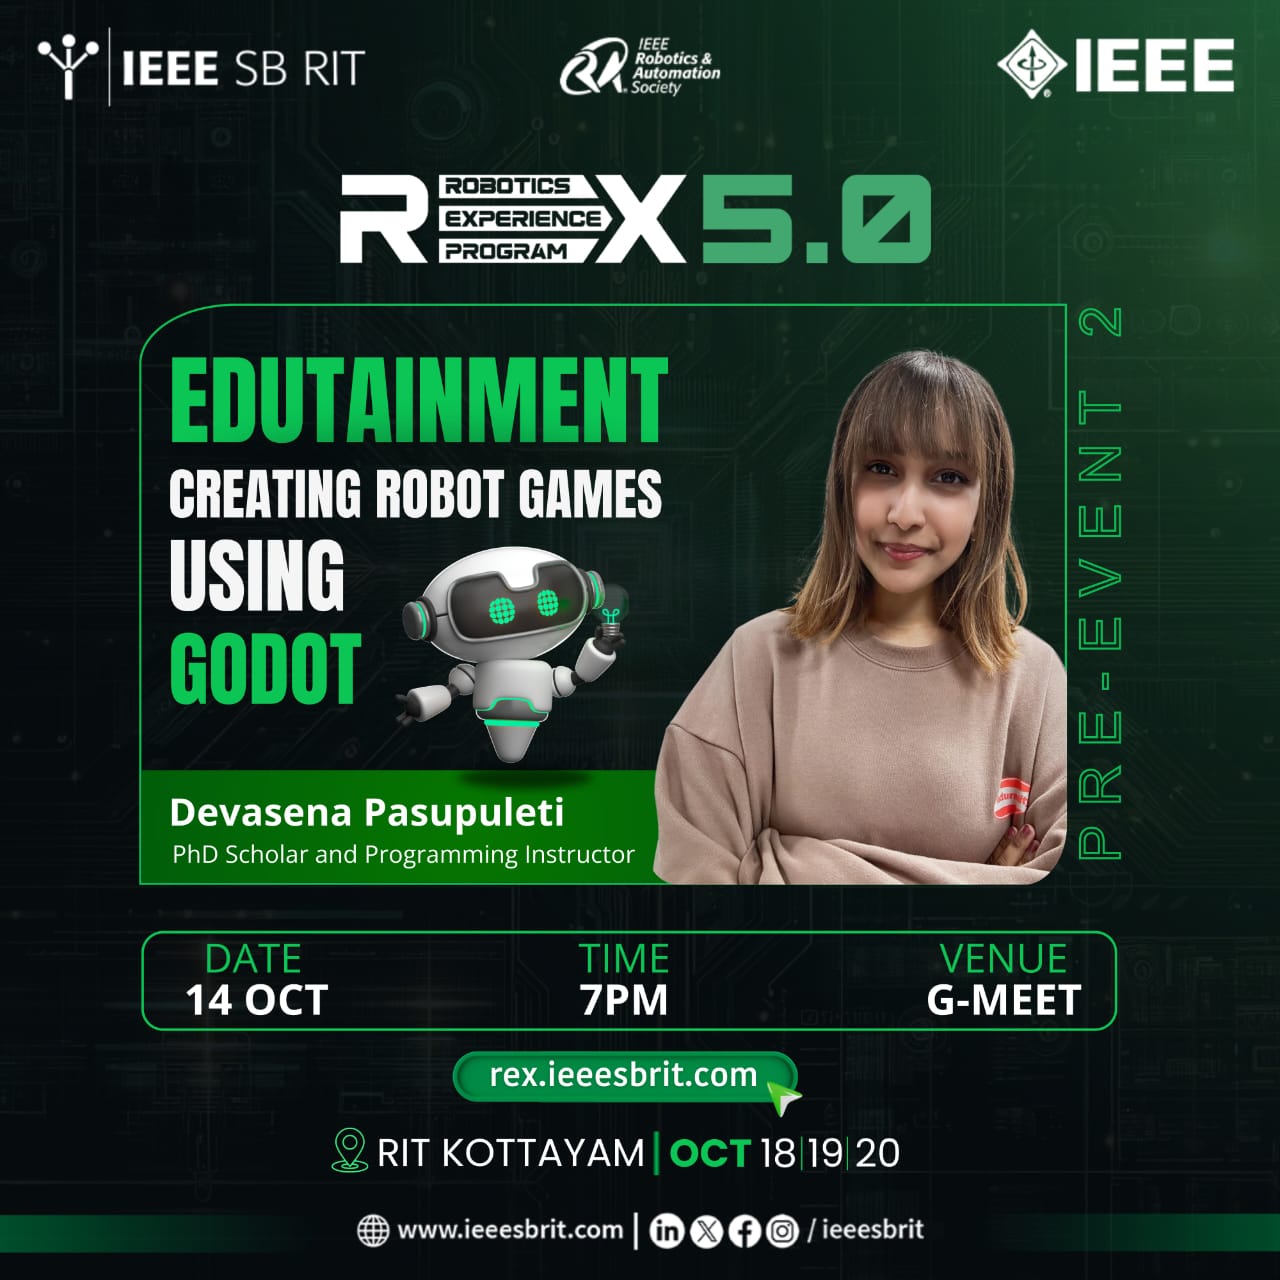 IEEE SB RIT
IEEE
Robotics &
Automation
Society
IEEE
REX 5.0
ROBOTICS
EXPERIENCE
PROGRAM
EDUTAINMENT
CREATING ROBOT GAMES
USING
GODOT
PRE-EVENT 2
Devasena Pasupuleti
PhD Scholar and Programming Instructor
DATE
14 OCT
TIME
7PM
VENUE
G-MEET
rex.ieeesbrit.com
RIT KOTTAYAM | OCT 18|19|20
www.ieeesbrit.com | in X f / ieeesbrit